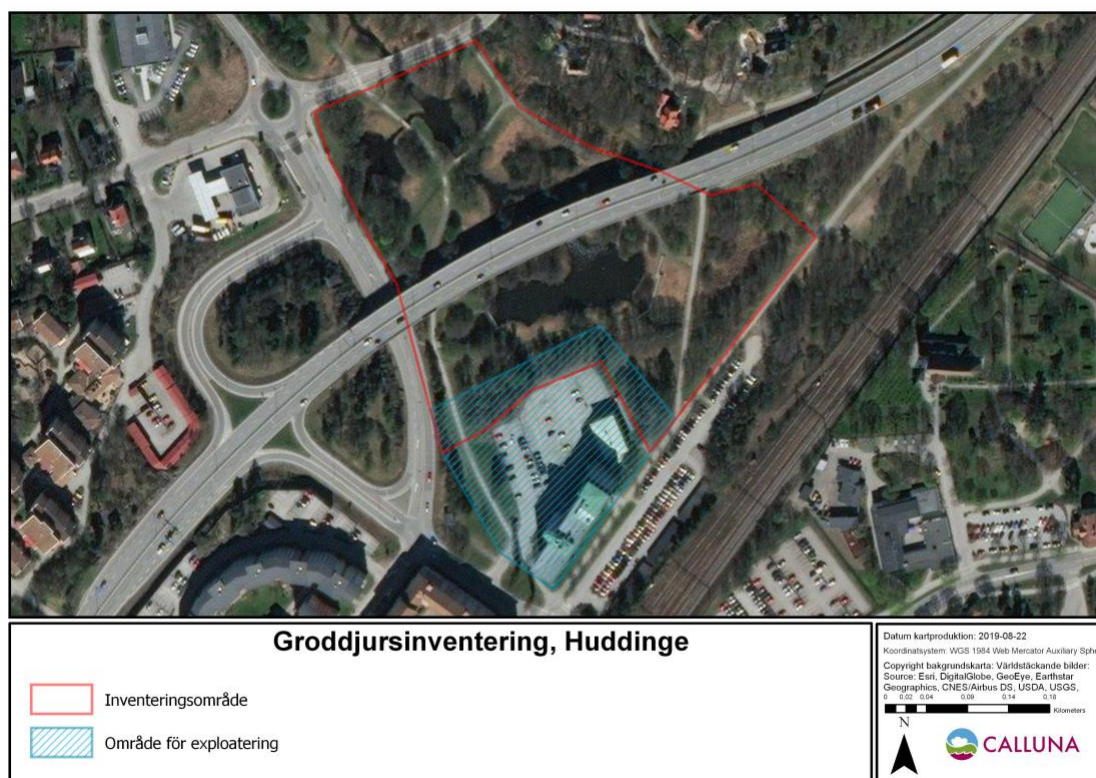 Groddjursinventering, Huddinge
Inventeringsområde
Område för exploatering
Datum kartproduktion: 2019-08-22
Koordinatsystem: WGS 1984 Web Mercator Auxiliary Sphe
Copyright bakgrundskarta: Världstäckande bilder:
Source: Esri, DigitalGlobe, GeoEye, Earthstar
Geographics, CNES/Airbus DS, USDA, USGS,
0 0,02 0,04 0,09 0,14 0,18
Kilometers
N
CALLUNA